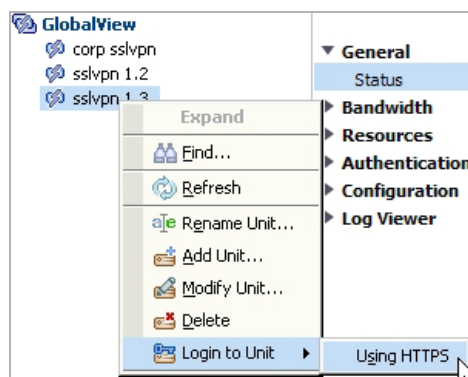 GlobalView
corp sslvpn
sslvpn 1.2
sslvpn 1.3
Expand
Find...
Refresh
Rename Unit...
Add Unit...
Modify Unit...
Delete
Login to Unit
Using HTTPS
General
Status
Bandwidth
Resources
Authentication
Configuration
Log Viewer